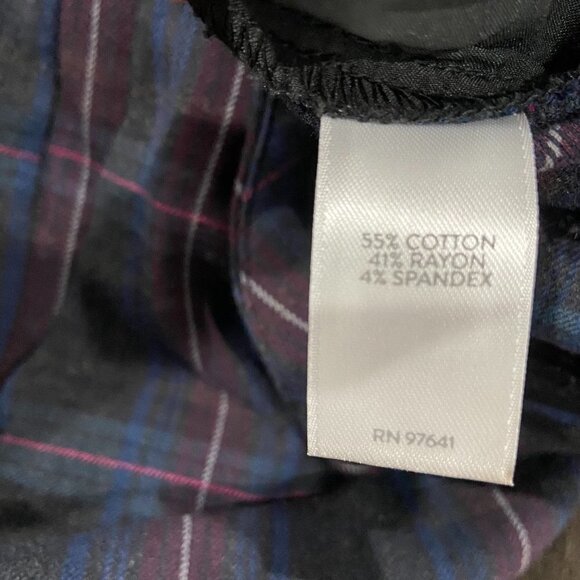 55% COTTON
41% RAYON
4% SPANDEX
RN 97641